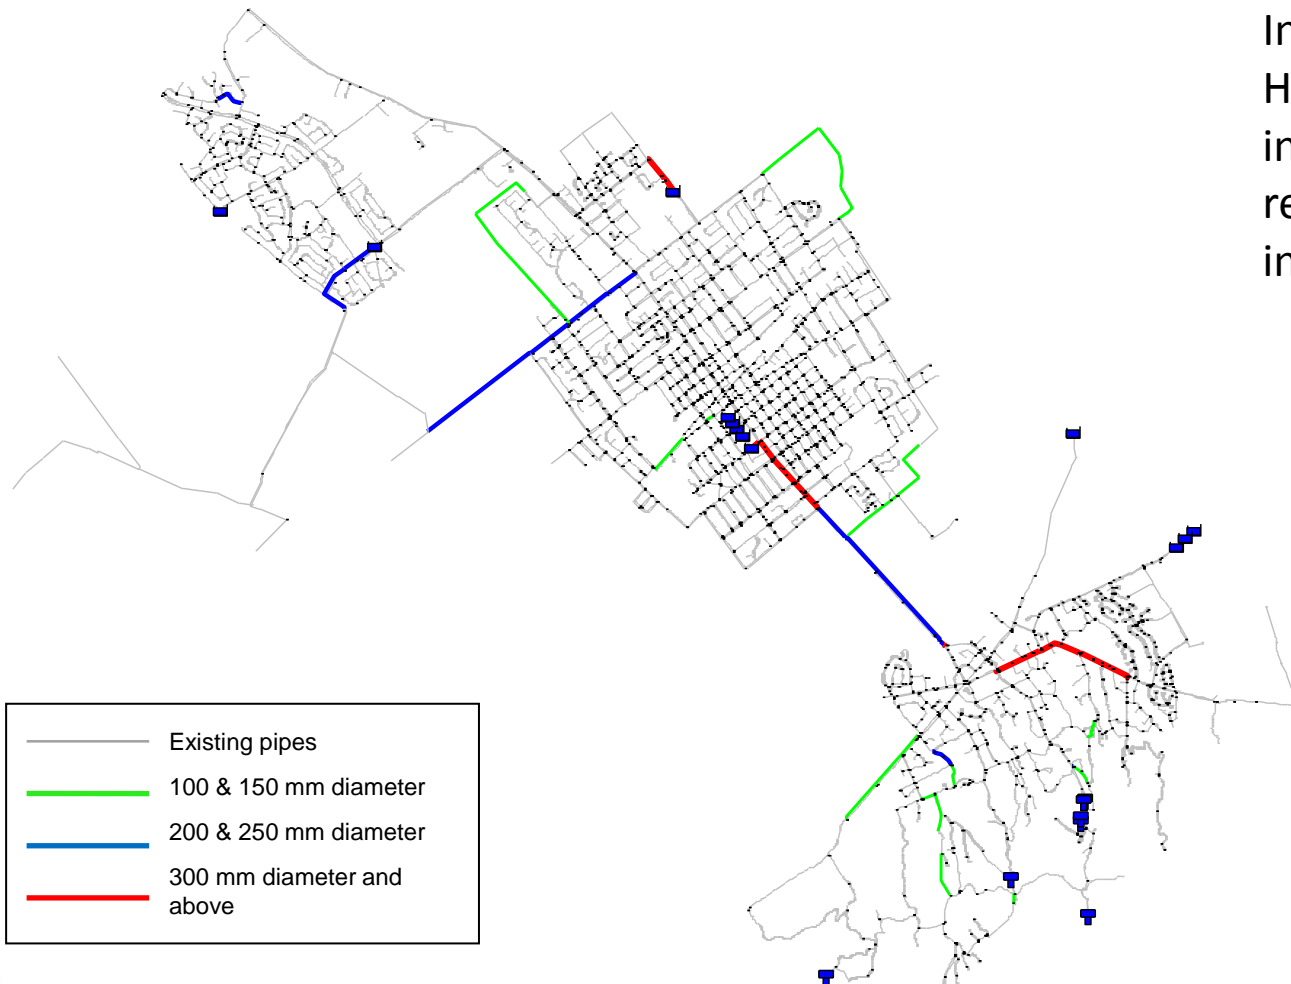 Existing pipes
100 & 150 mm diameter
200 & 250 mm diameter
300 mm diameter and
above